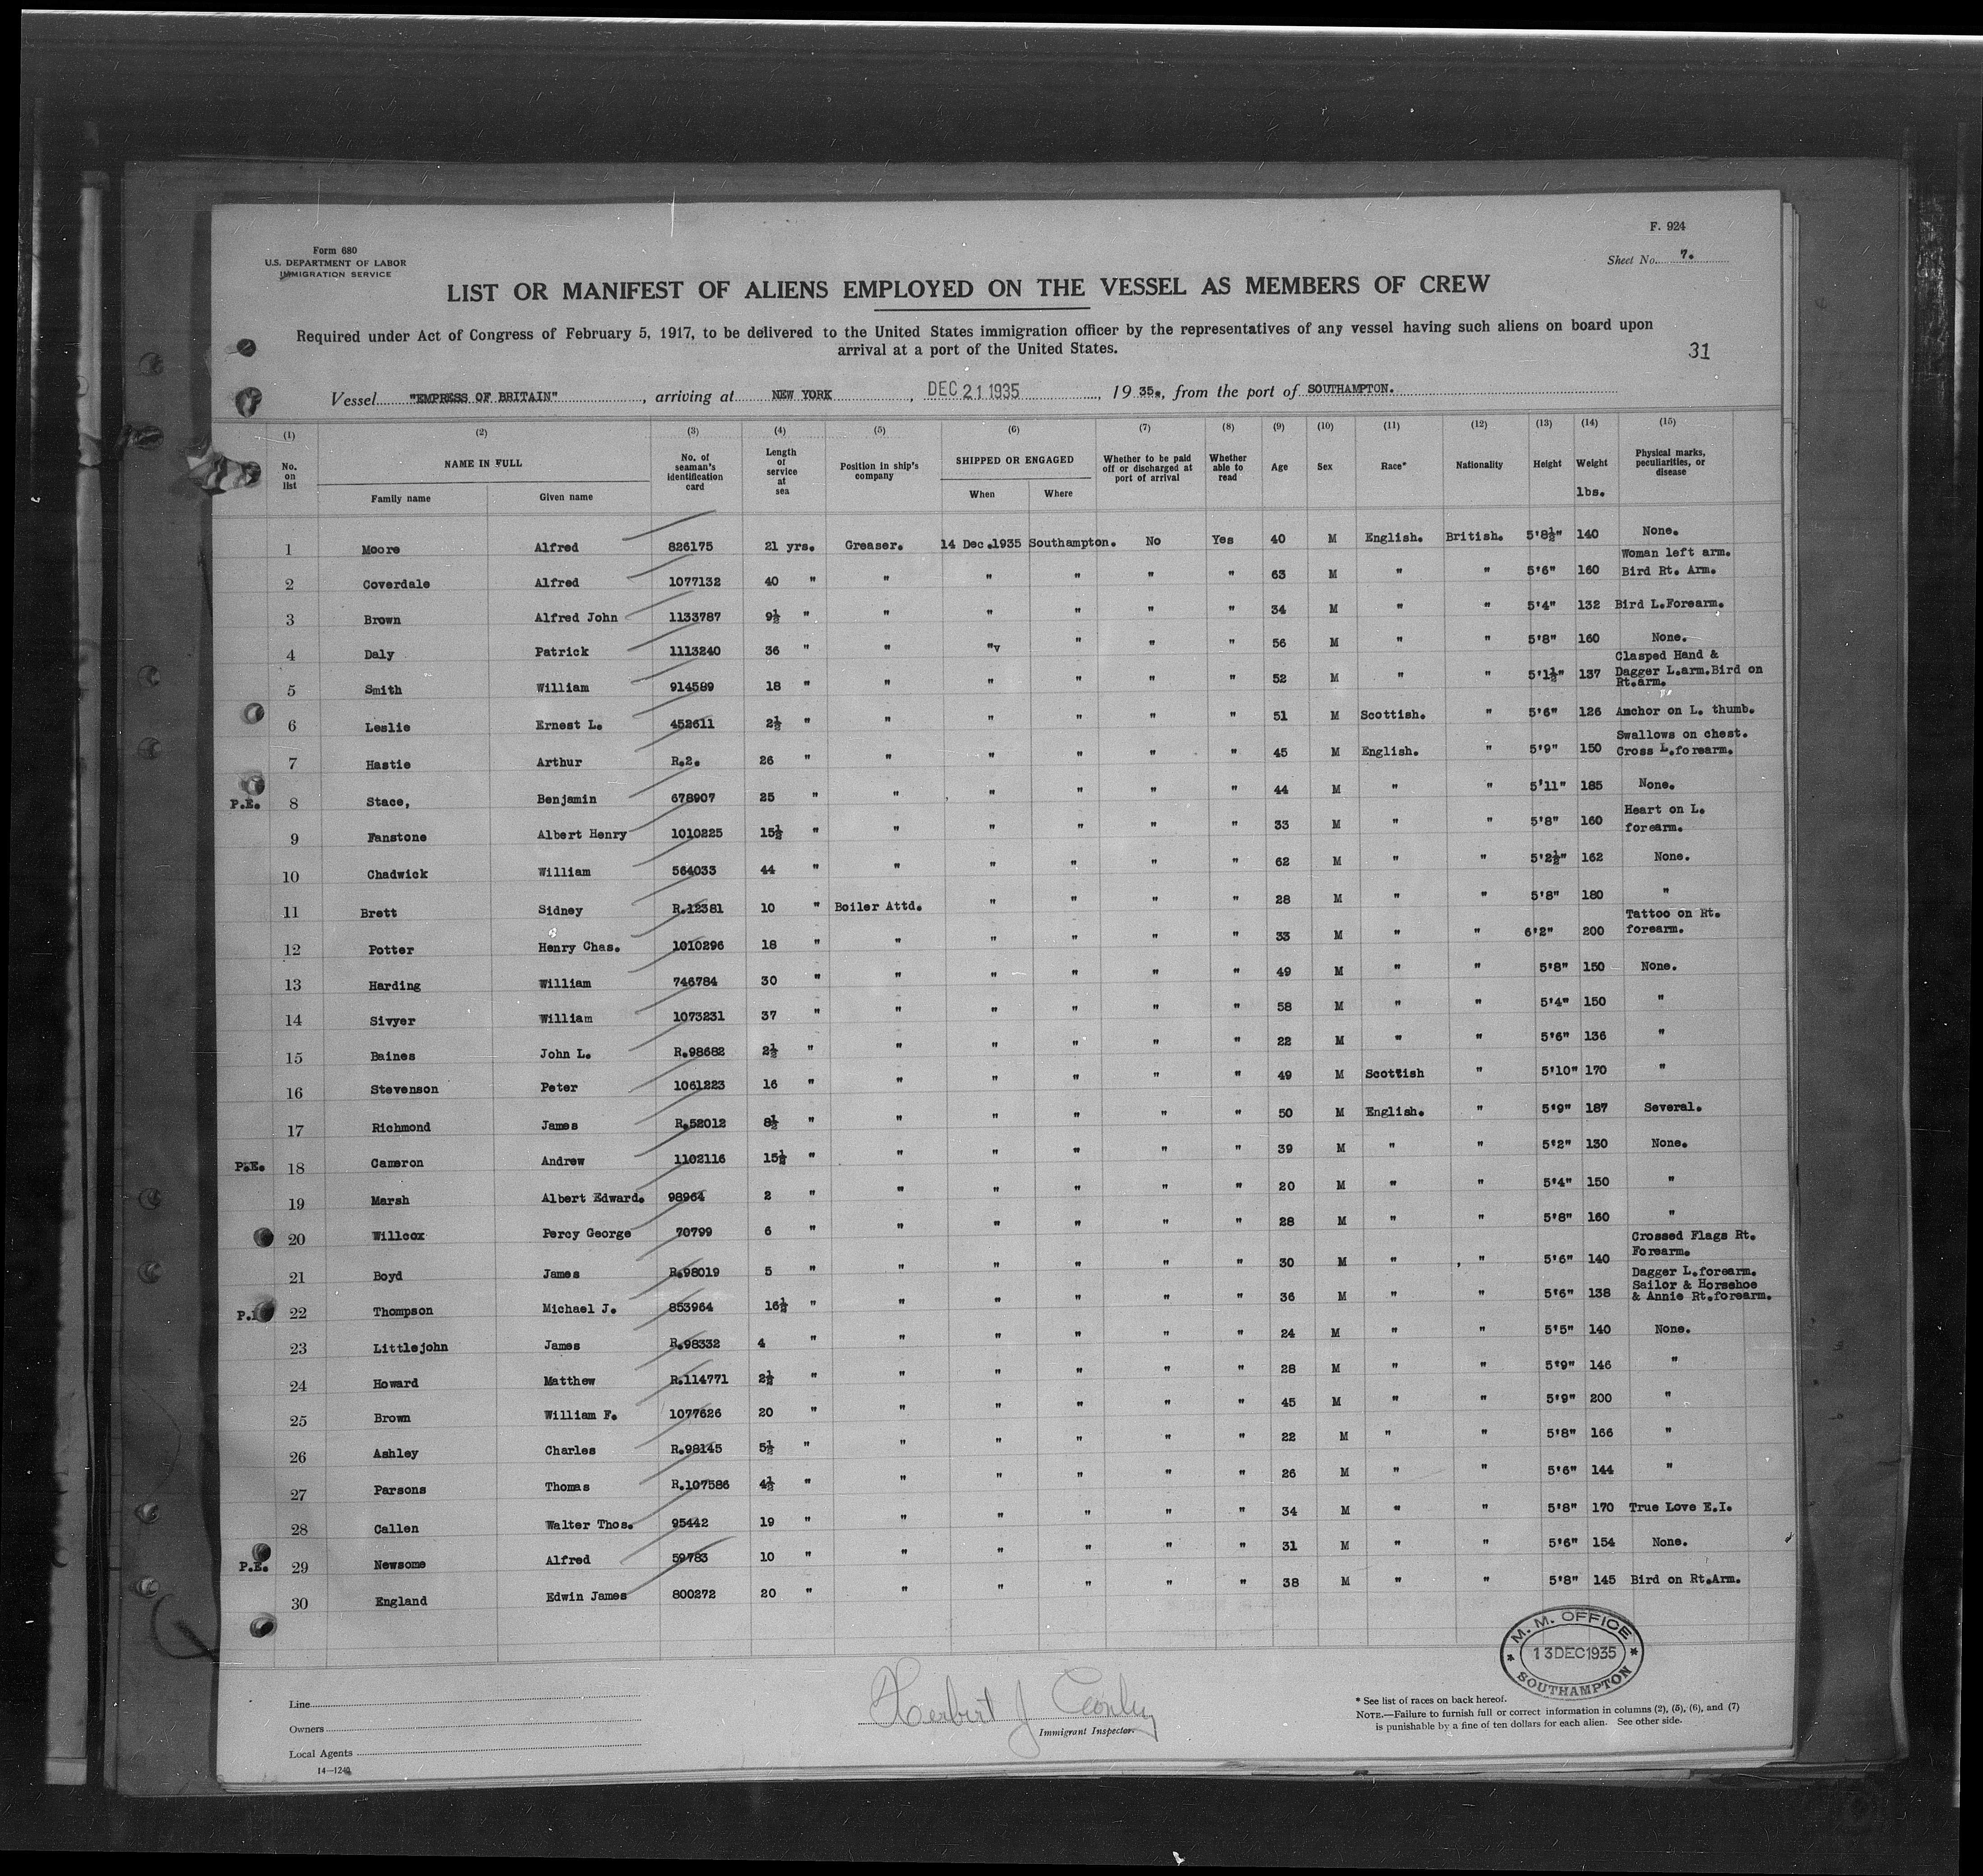 F. 924
Form 680
U.S. DEPARTMENT OF LABOR
IMMIGRATION SERVICE
Sheet No. 7.
LIST OR MANIFEST OF ALIENS EMPLOYED ON THE VESSEL AS MEMBERS OF CREW
Required under Act of Congress of February 5, 1917, to be delivered to the United States immigration officer by the representatives of any vessel having such aliens on board upon
arrival at a port of the United States.
31
Vessel "EMPRESS OF BRITAIN", arriving at NEW YORK, DEC 21 1935, 19 35., from the port of SOUTHAMPTON.
(1) (2) (3) (4) (5) (6) (7) (8) (9) (10) (11) (12) (13) (14) (15)
No. on list NAME IN FULL Family name Given name No. of seaman's identification card Length of service at sea Position in ship's company SHIPPED OR ENGAGED When Where Whether to be paid off or discharged at port of arrival Whether able to read Age Sex Race* Nationality Height Weight lbs. Physical marks, peculiarities, or disease
1 Moore Alfred 826175 21 yrs. Greaser. 14 Dec.1935 Southampton. No Yes 40 M English. British. 5'8½" 140 None.
2 Coverdale Alfred 1077132 40 " " " " " " 63 M " " 5'6" 160 Woman left arm. Bird Rt. Arm.
3 Brown Alfred John 1133787 9½ " " " " " " 34 M " " 5'4" 132 Bird L.Forearm.
4 Daly Patrick 1113240 36 " " "v " " " 56 M " " 5'8" 160 None.
5 Smith William 914589 18 " " " " " " 52 M " " 5'1½" 137 Clasped Hand & Dagger L.arm.Bird on Rt.arm.
6 Leslie Ernest L. 452611 2½ " " " " " " 51 M Scottish. " 5'6" 126 Anchor on L. thumb.
7 Hastie Arthur R.2. 26 " " " " " " 45 M English. " 5'9" 150 Swallows on chest. Cross L.forearm.
P.E. 8 Stace, Benjamin 678907 25 " " " " " " 44 M " " 5'11" 185 None.
9 Fanstone Albert Henry 1010225 15½ " " " " " " 33 M " " 5'8" 160 Heart on L. forearm.
10 Chadwick William 564033 44 " " " " " " 62 M " " 5'2½" 162 None.
11 Brett Sidney R.12381 10 " Boiler Attd. " " " " 28 M " " 5'8" 180 "
12 Potter Henry Chas. 1010296 18 " " " " " " 33 M " " 6'2" 200 Tattoo on Rt. forearm.
13 Harding William 746784 30 " " " " " " 49 M " " 5'8" 150 None.
14 Sivyer William 1073231 37 " " " " " " 58 M " " 5'4" 150 "
15 Baines John L. R.98682 2½ " " " " " " 22 M " " 5'6" 136 "
16 Stevenson Peter 1061223 16 " " " " " " 49 M Scottish " 5'10" 170 "
17 Richmond James R.52012 8½ " " " " " " 50 M English. " 5'9" 187 Several.
P.E. 18 Cameron Andrew 1102116 15½ " " " " " " 39 M " " 5'2" 130 None.
19 Marsh Albert Edward. 98964 2 " " " " " " 20 M " " 5'4" 150 "
20 Willcox Percy George 70799 6 " " " " " " 28 M " " 5'8" 160 "
21 Boyd James R.98019 5 " " " " " " 30 M " " 5'6" 140 Crossed Flags Rt. Forearm.
P. 22 Thompson Michael J. 853964 16½ " " " " " " 36 M " " 5'6" 138 Dagger L.forearm. Sailor & Horsehoe & Annie Rt.forearm.
23 Littlejohn James R.98332 4 " " " " " " 24 M " " 5'5" 140 None.
24 Howard Matthew R.114771 2½ " " " " " " 28 M " " 5'9" 146 "
25 Brown William F. 1077626 20 " " " " " " 45 M " " 5'9" 200 "
26 Ashley Charles R.98145 5½ " " " " " " 22 M " " 5'8" 166 "
27 Parsons Thomas R.107586 4½ " " " " " " 26 M " " 5'6" 144 "
28 Callen Walter Thos. 95442 19 " " " " " " 34 M " " 5'8" 170 True Love E.I.
P.E. 29 Newsome Alfred 59783 10 " " " " " " 31 M " " 5'6" 154 None.
30 England Edwin James 800272 20 " " " " " " 38 M " " 5'8" 145 Bird on Rt.Arm.
M. M. OFFICE
13 DEC 1935
SOUTHAMPTON
Line
Owners
Local Agents
14—1240
Herbert J Conley
Immigrant Inspector.
* See list of races on back hereof.
NOTE.—Failure to furnish full or correct information in columns (2), (5), (6), and (7)
is punishable by a fine of ten dollars for each alien. See other side.